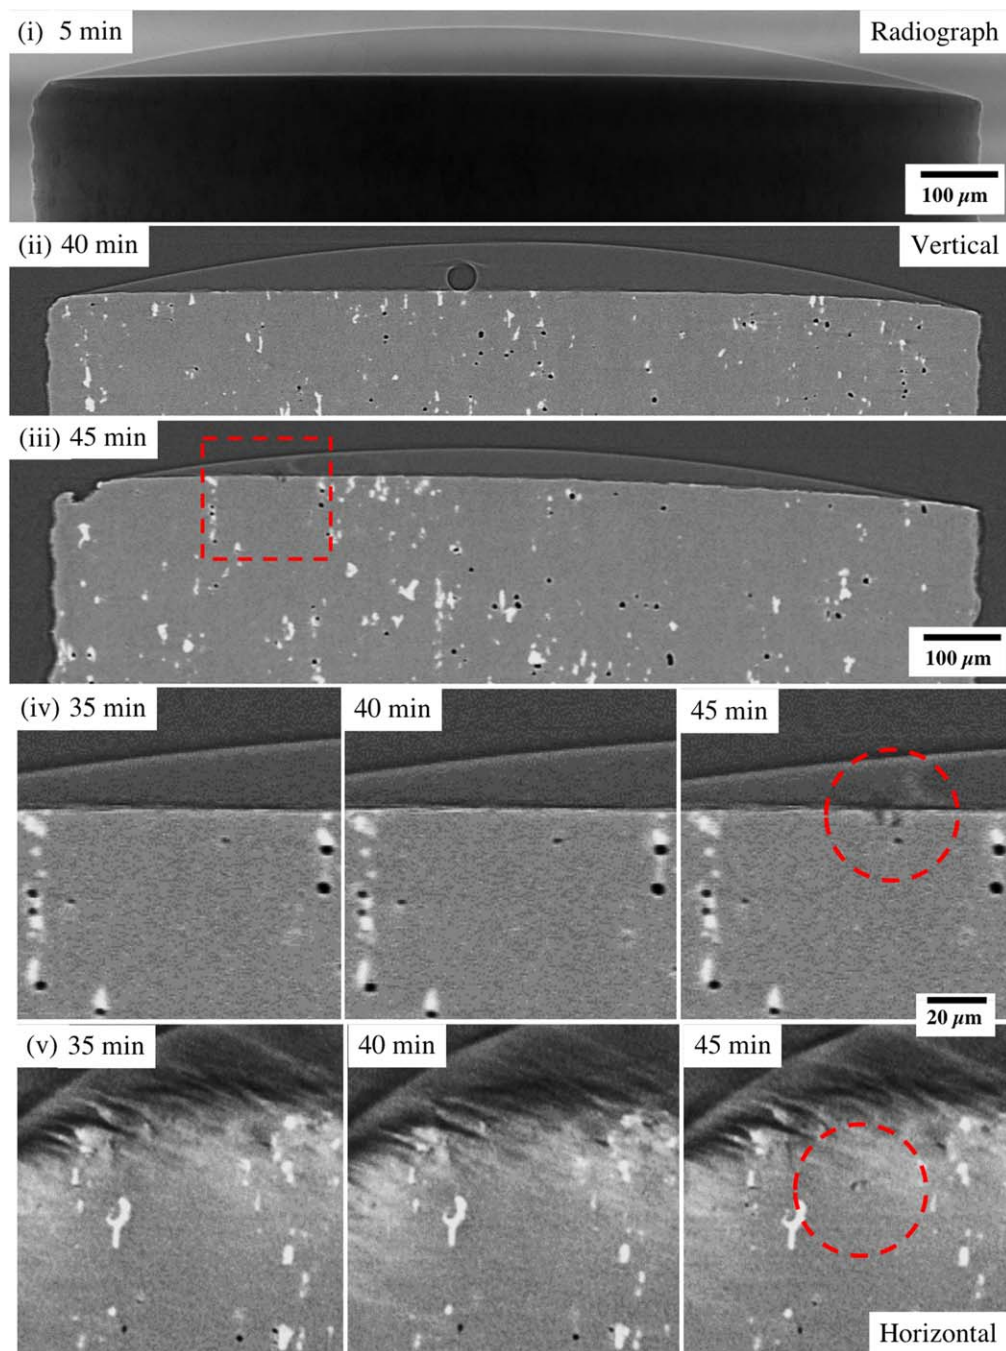 (i) 5 min
Radiograph
100 µm
(ii) 40 min
Vertical
(iii) 45 min
100 µm
(iv) 35 min
40 min
45 min
20 µm
(v) 35 min
40 min
45 min
Horizontal